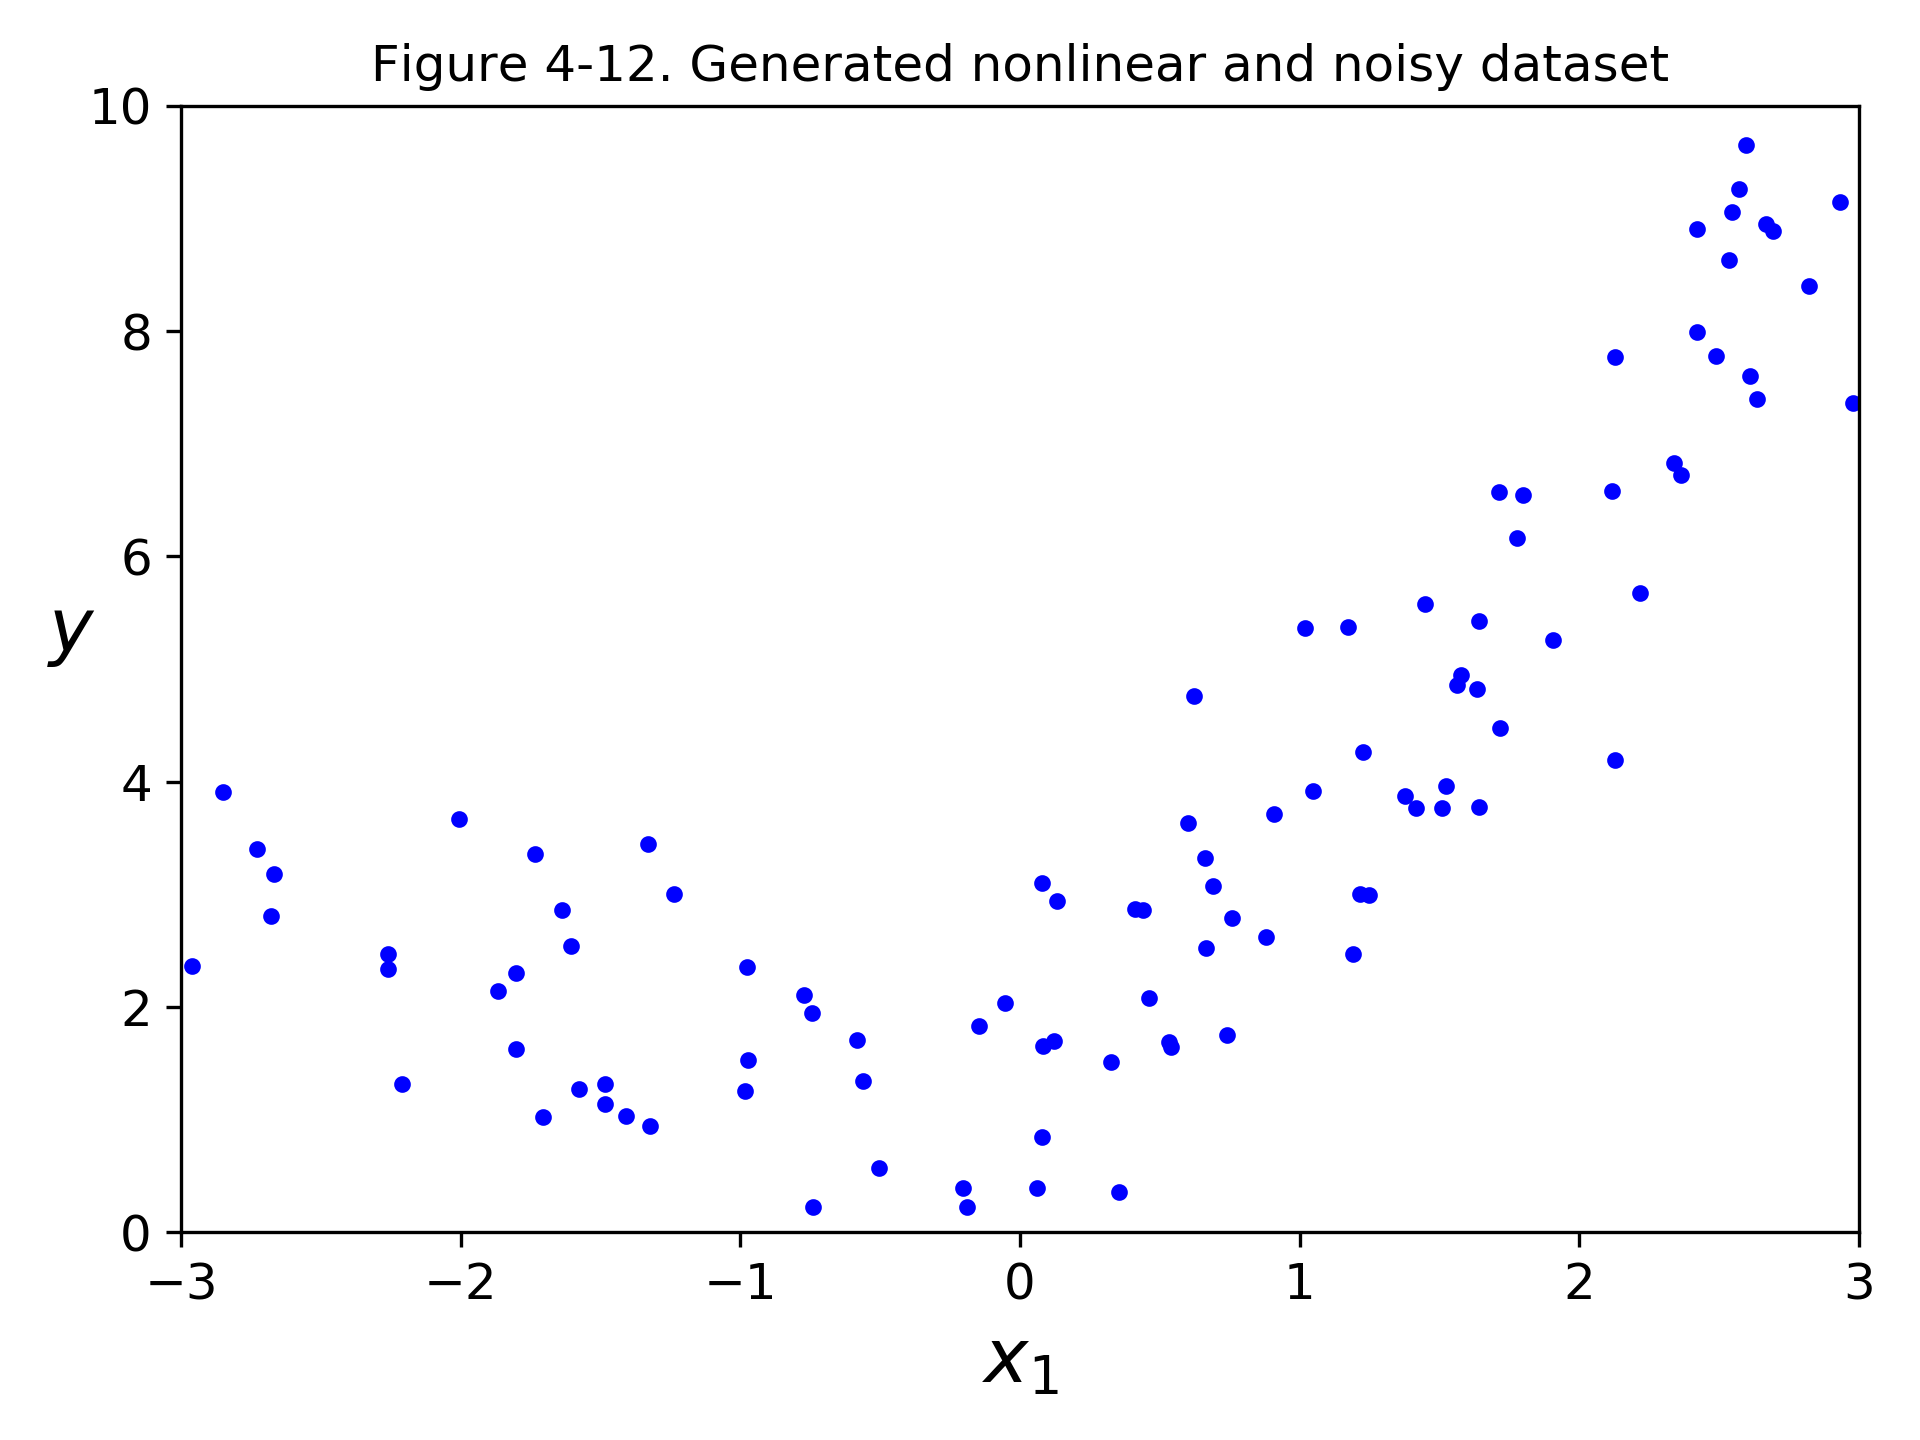 Figure 4-12. Generated nonlinear and noisy dataset
10
8
6
4
2
0
y
−3 −2 −1 0 1 2 3
x₁